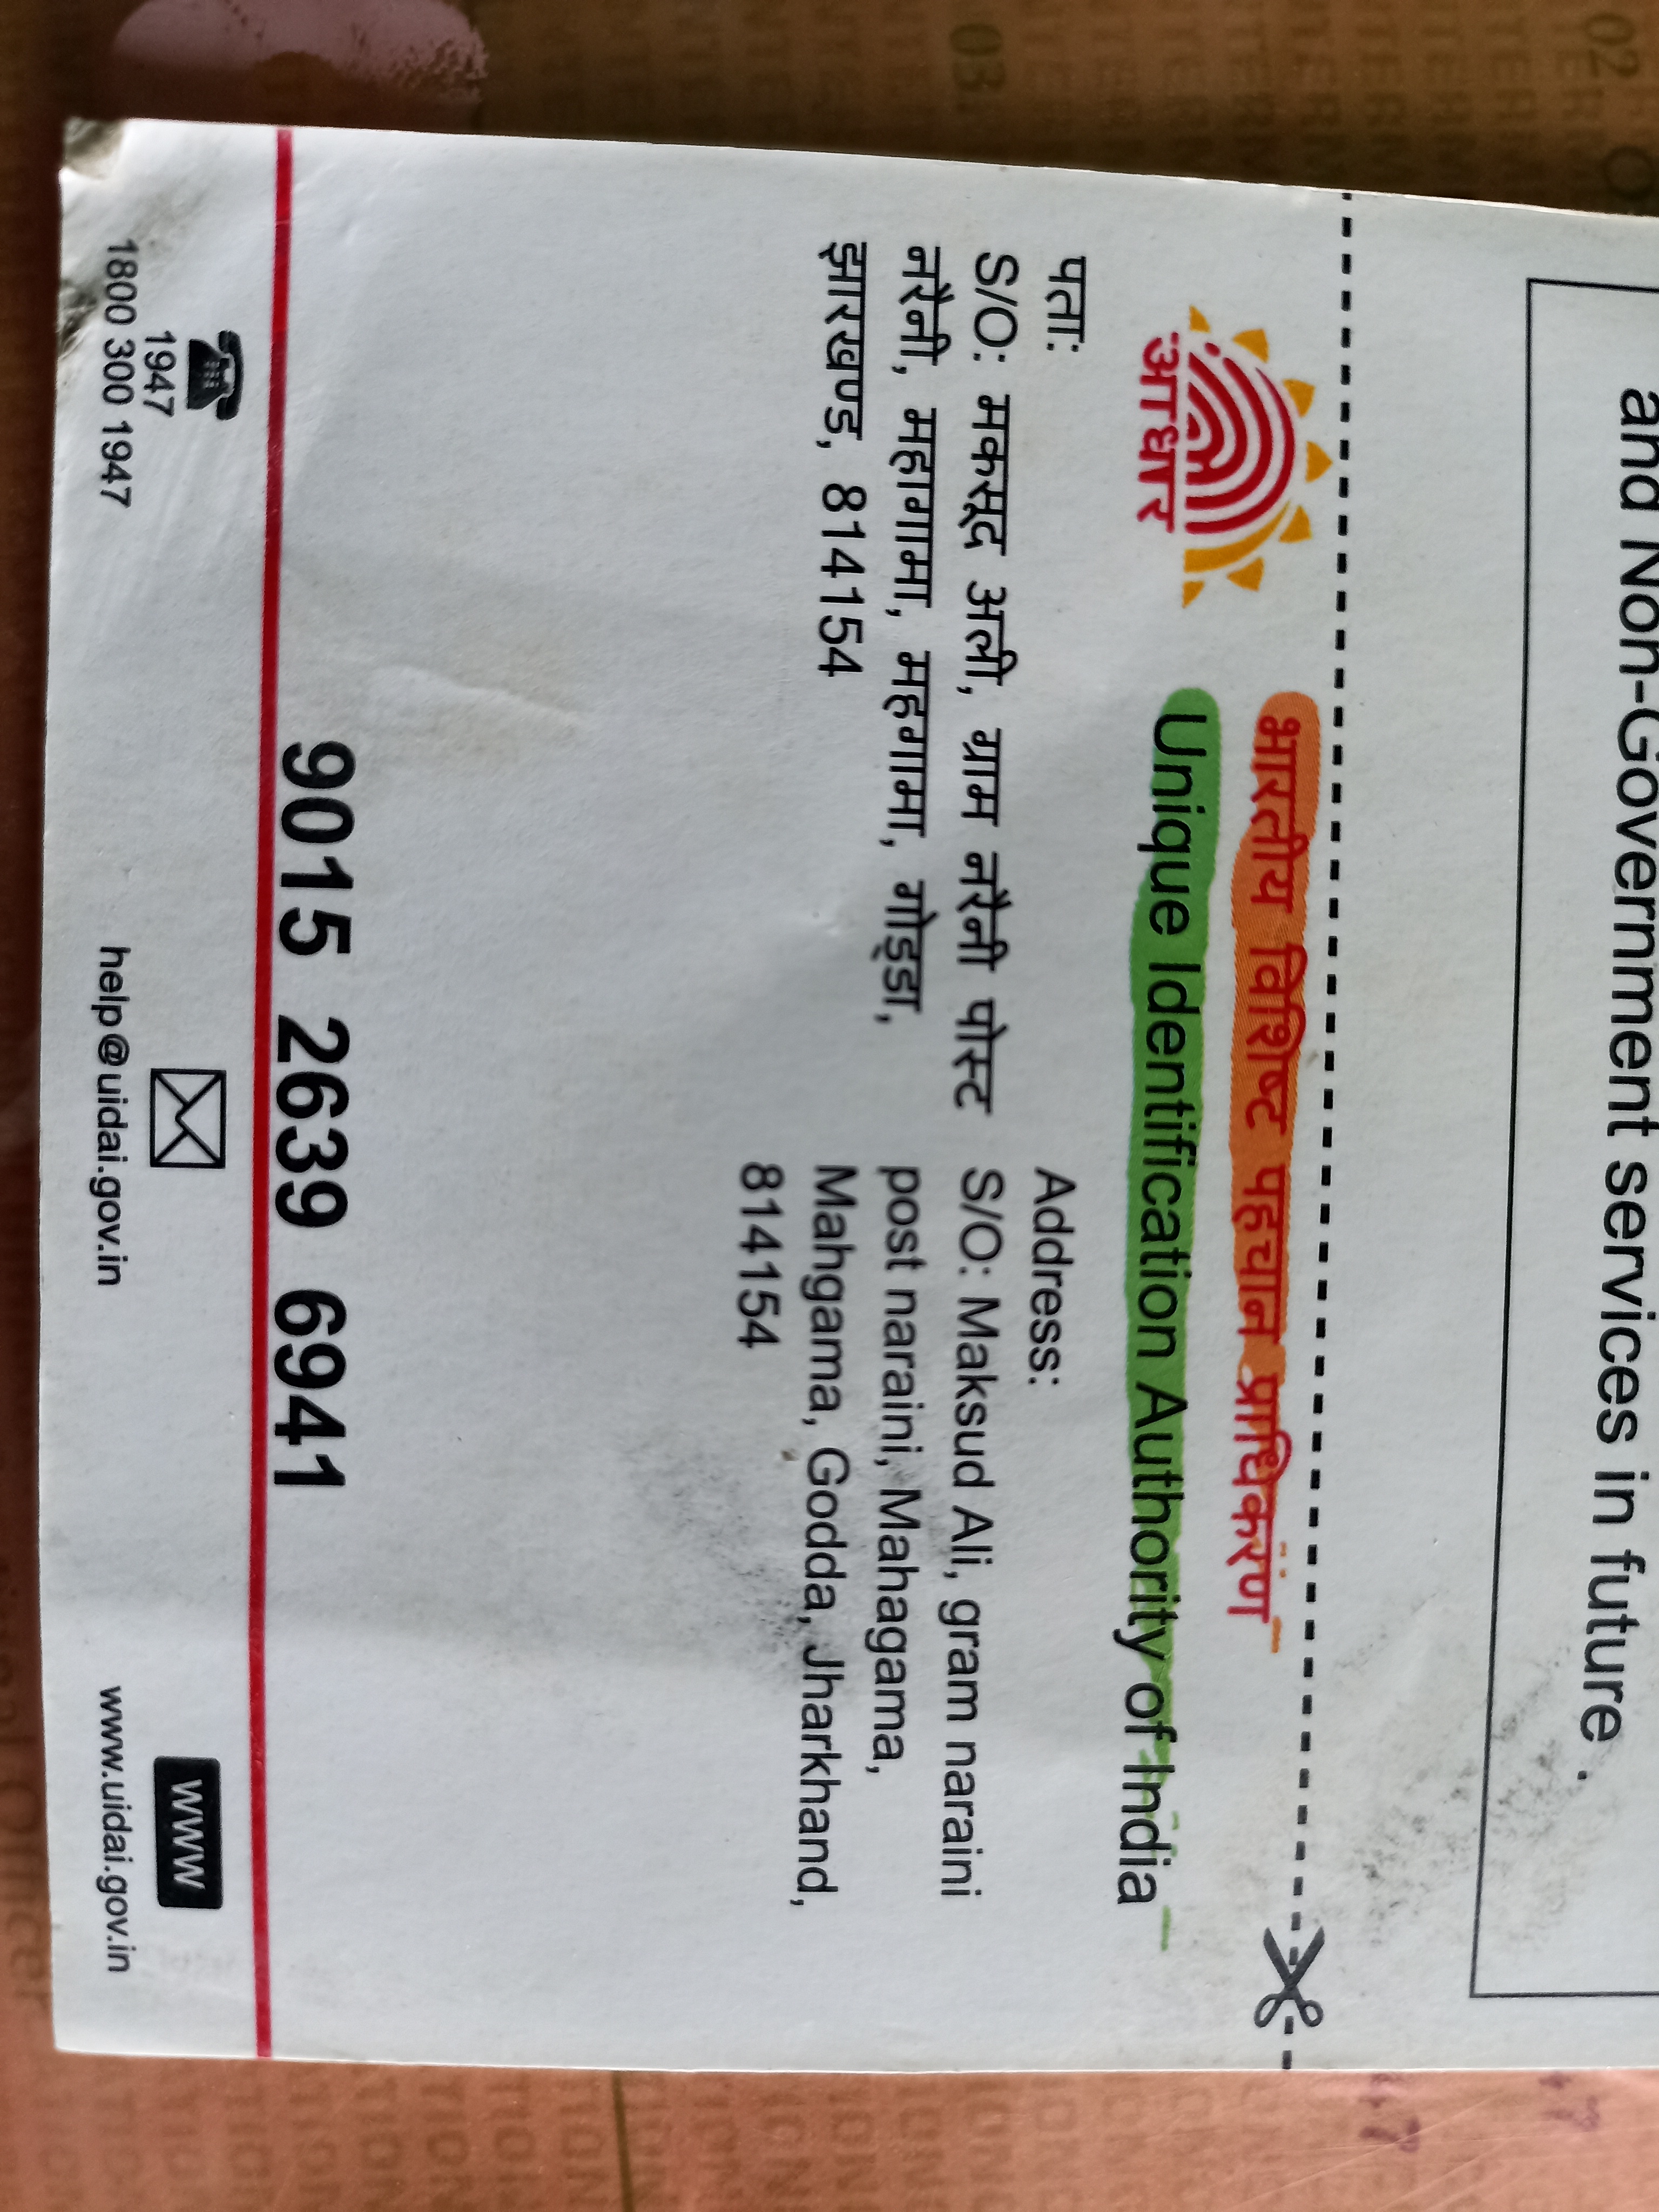 and Non-Government services in future .
आधार
भारतीय विशिष्ट पहचान प्राधिकरण
Unique Identification Authority of India
पता:
S/O: मकसूद अली, ग्राम नरैनी पोस्ट
नरैनी, महागामा, महगामा, गोड्डा,
झारखण्ड, 814154
Address:
S/O: Maksud Ali, gram naraini
post naraini, Mahagama,
Mahgama, Godda, Jharkhand,
814154
9015 2639 6941
1947
1800 300 1947
help@uidai.gov.in
www
www.uidai.gov.in